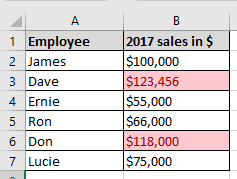 A B
1 Employee 2017 sales in $
2 James $100,000
3 Dave $123,456
4 Ernie $55,000
5 Ron $66,000
6 Don $118,000
7 Lucie $75,000